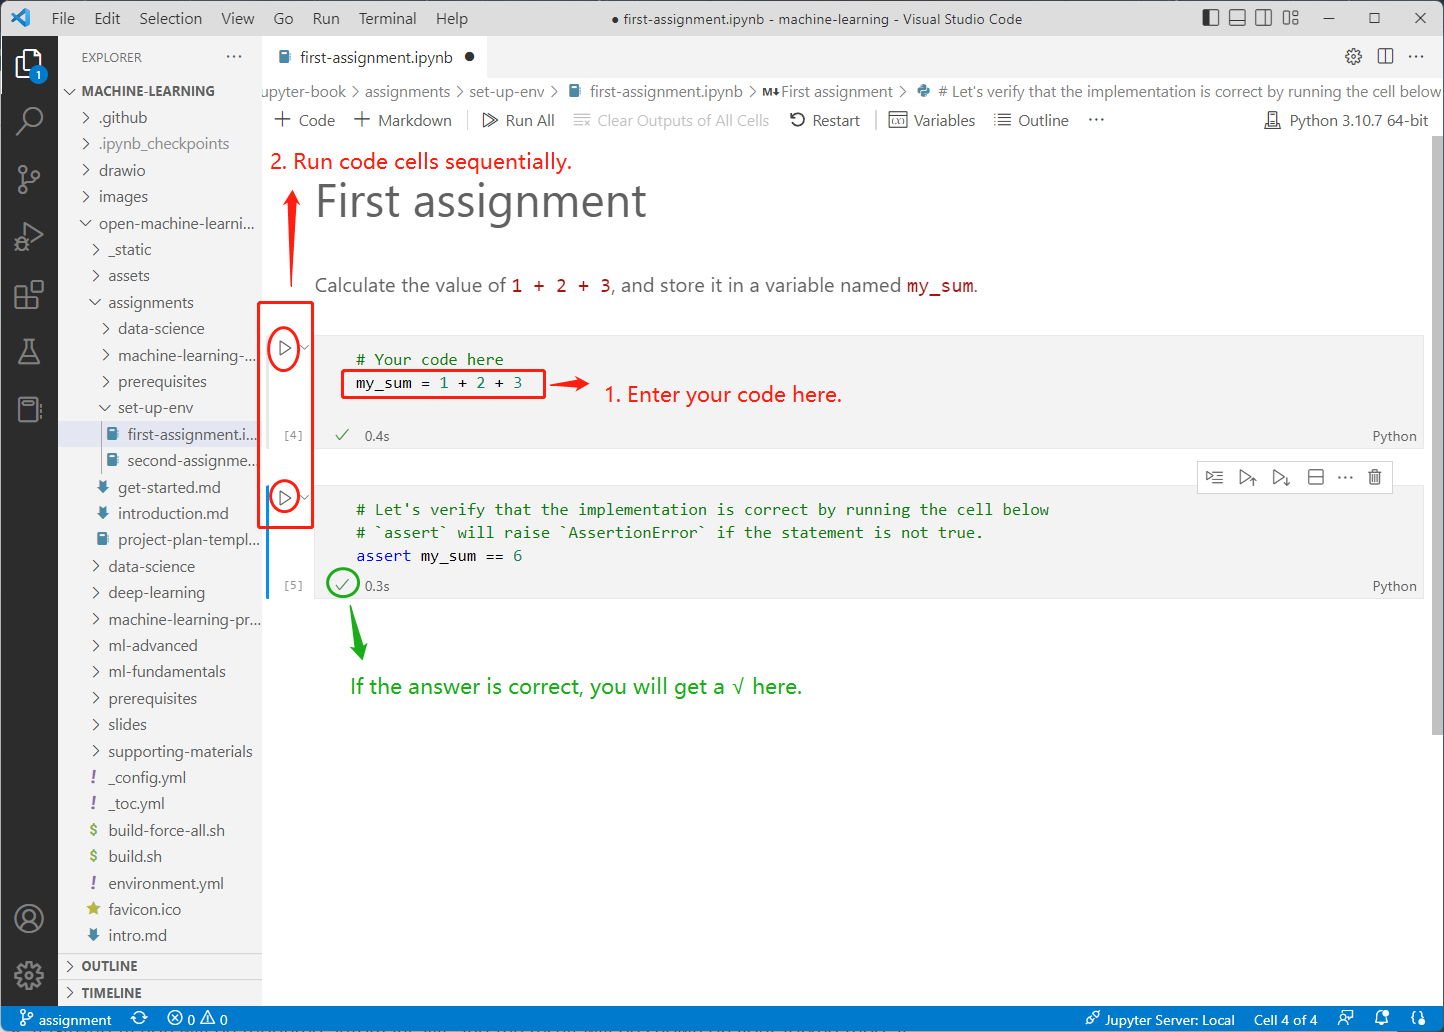 File Edit Selection View Go Run Terminal Help
● first-assignment.ipynb - machine-learning - Visual Studio Code
EXPLORER ...
first-assignment.ipynb ●
...
MACHINE-LEARNING
upyter-book > assignments > set-up-env > first-assignment.ipynb > M↓First assignment > # Let's verify that the implementation is correct by running the cell below
+ Code + Markdown Run All Clear Outputs of All Cells Restart Variables Outline ... Python 3.10.7 64-bit
.github
.ipynb_checkpoints
drawio
images
open-machine-learni...
_static
assets
assignments
data-science
machine-learning-...
prerequisites
set-up-env
first-assignment.i...
second-assignme...
get-started.md
introduction.md
project-plan-templ...
data-science
deep-learning
machine-learning-pr...
ml-advanced
ml-fundamentals
prerequisites
slides
supporting-materials
! _config.yml
! _toc.yml
$ build-force-all.sh
$ build.sh
! environment.yml
favicon.ico
intro.md
OUTLINE
TIMELINE
1
2. Run code cells sequentially.
First assignment
Calculate the value of 1 + 2 + 3, and store it in a variable named my_sum.
# Your code here
my_sum = 1 + 2 + 3
1. Enter your code here.
[4] ✓ 0.4s Python
...
# Let's verify that the implementation is correct by running the cell below
# `assert` will raise `AssertionError` if the statement is not true.
assert my_sum == 6
[5] ✓ 0.3s Python
If the answer is correct, you will get a √ here.
assignment 0 0 Jupyter Server: Local Cell 4 of 4